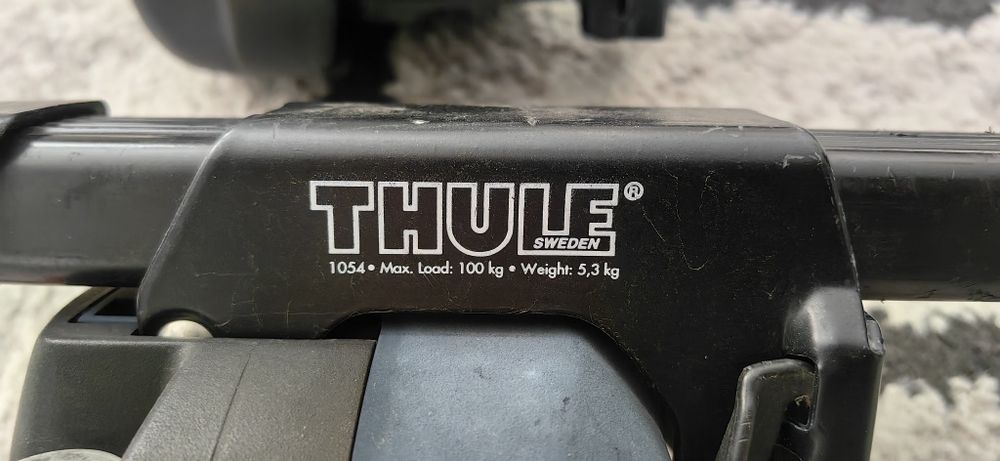 THULE®
SWEDEN
1054 • Max. Load: 100 kg • Weight: 5,3 kg